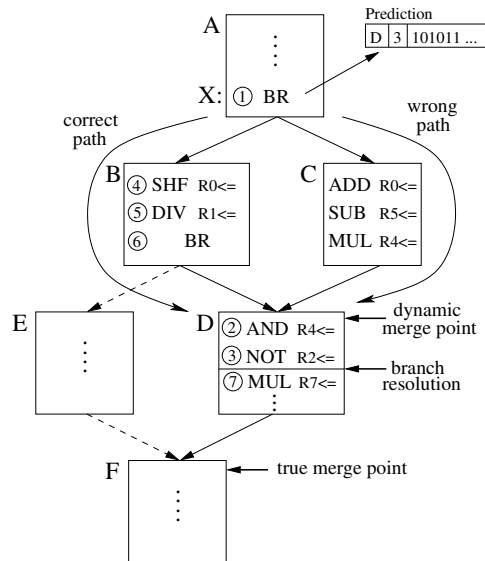 Prediction
A
D 3 101011 ...
X: 1 BR
correct path
wrong path
B
4 SHF R0<=
5 DIV R1<=
6 BR
C
ADD R0<=
SUB R5<=
MUL R4<=
E
D
2 AND R4<=
3 NOT R2<=
7 MUL R7<=
dynamic merge point
branch resolution
F
true merge point